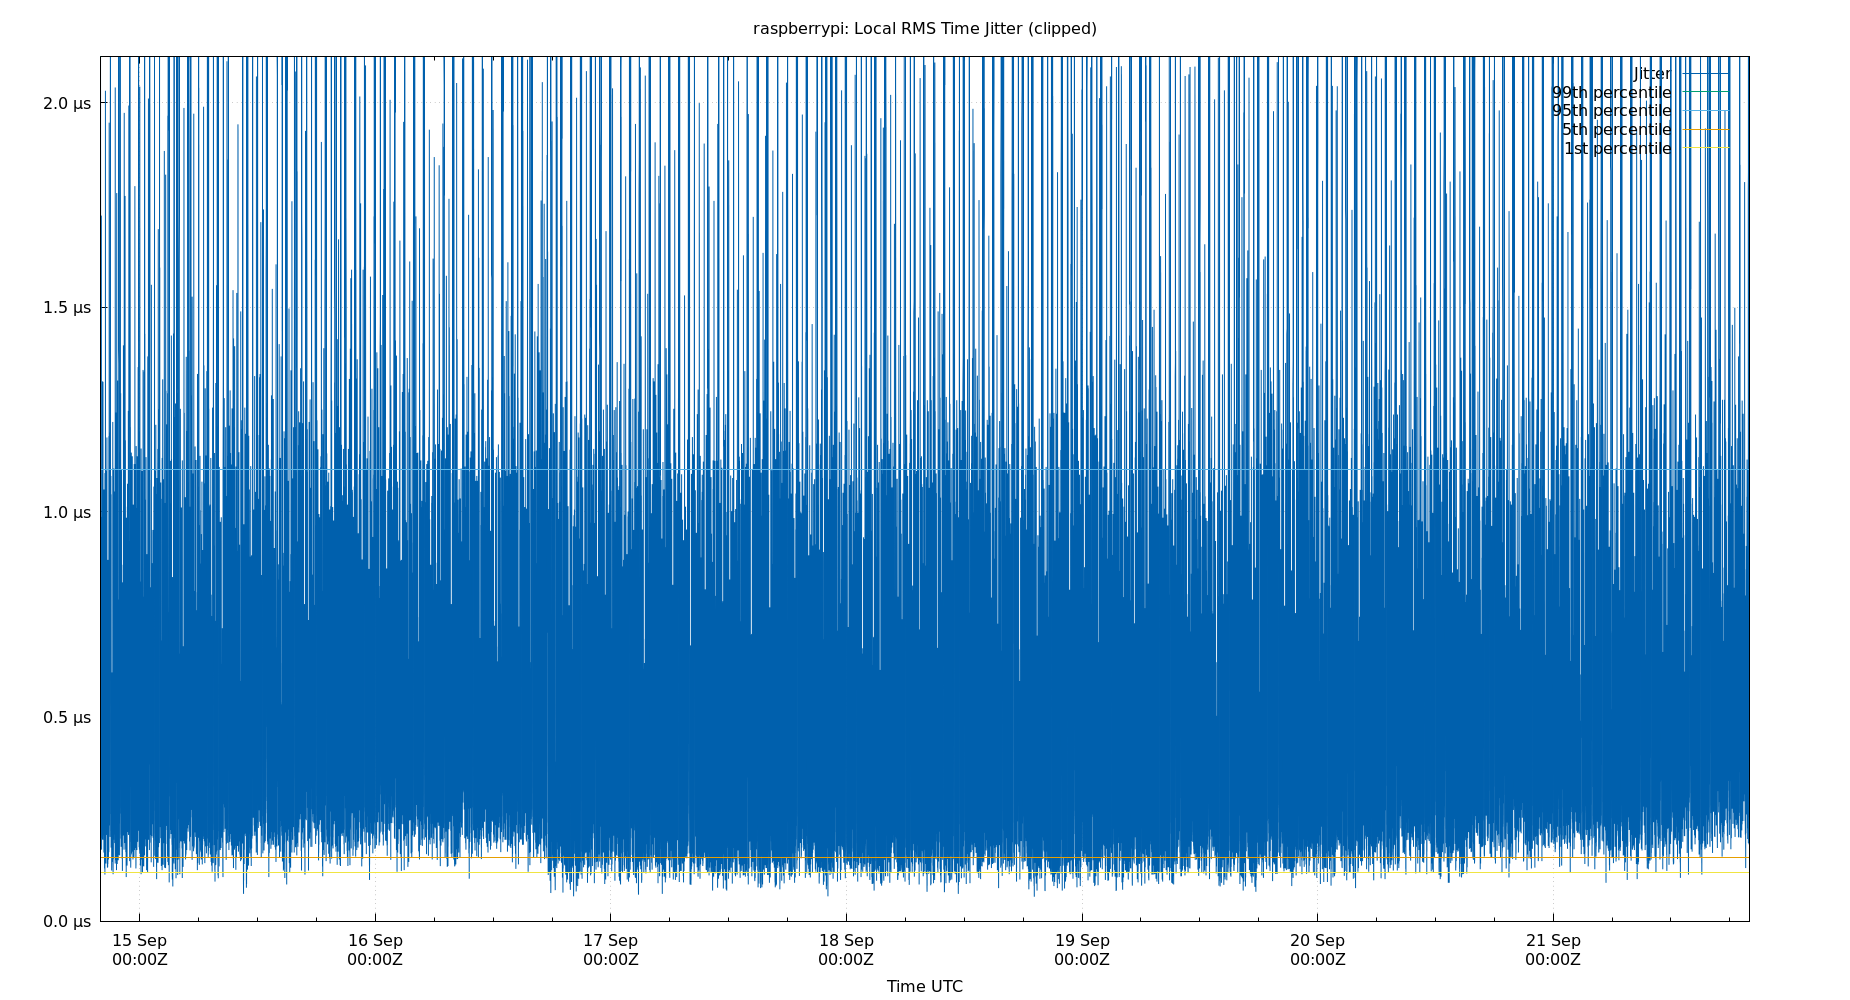 raspberrypi: Local RMS Time Jitter (clipped)
Jitter
99th percentile
95th percentile
5th percentile
1st percentile
2.0 µs
1.5 µs
1.0 µs
0.5 µs
0.0 µs
15 Sep 16 Sep 17 Sep 18 Sep 19 Sep 20 Sep 21 Sep
00:00Z 00:00Z 00:00Z 00:00Z 00:00Z 00:00Z 00:00Z
Time UTC